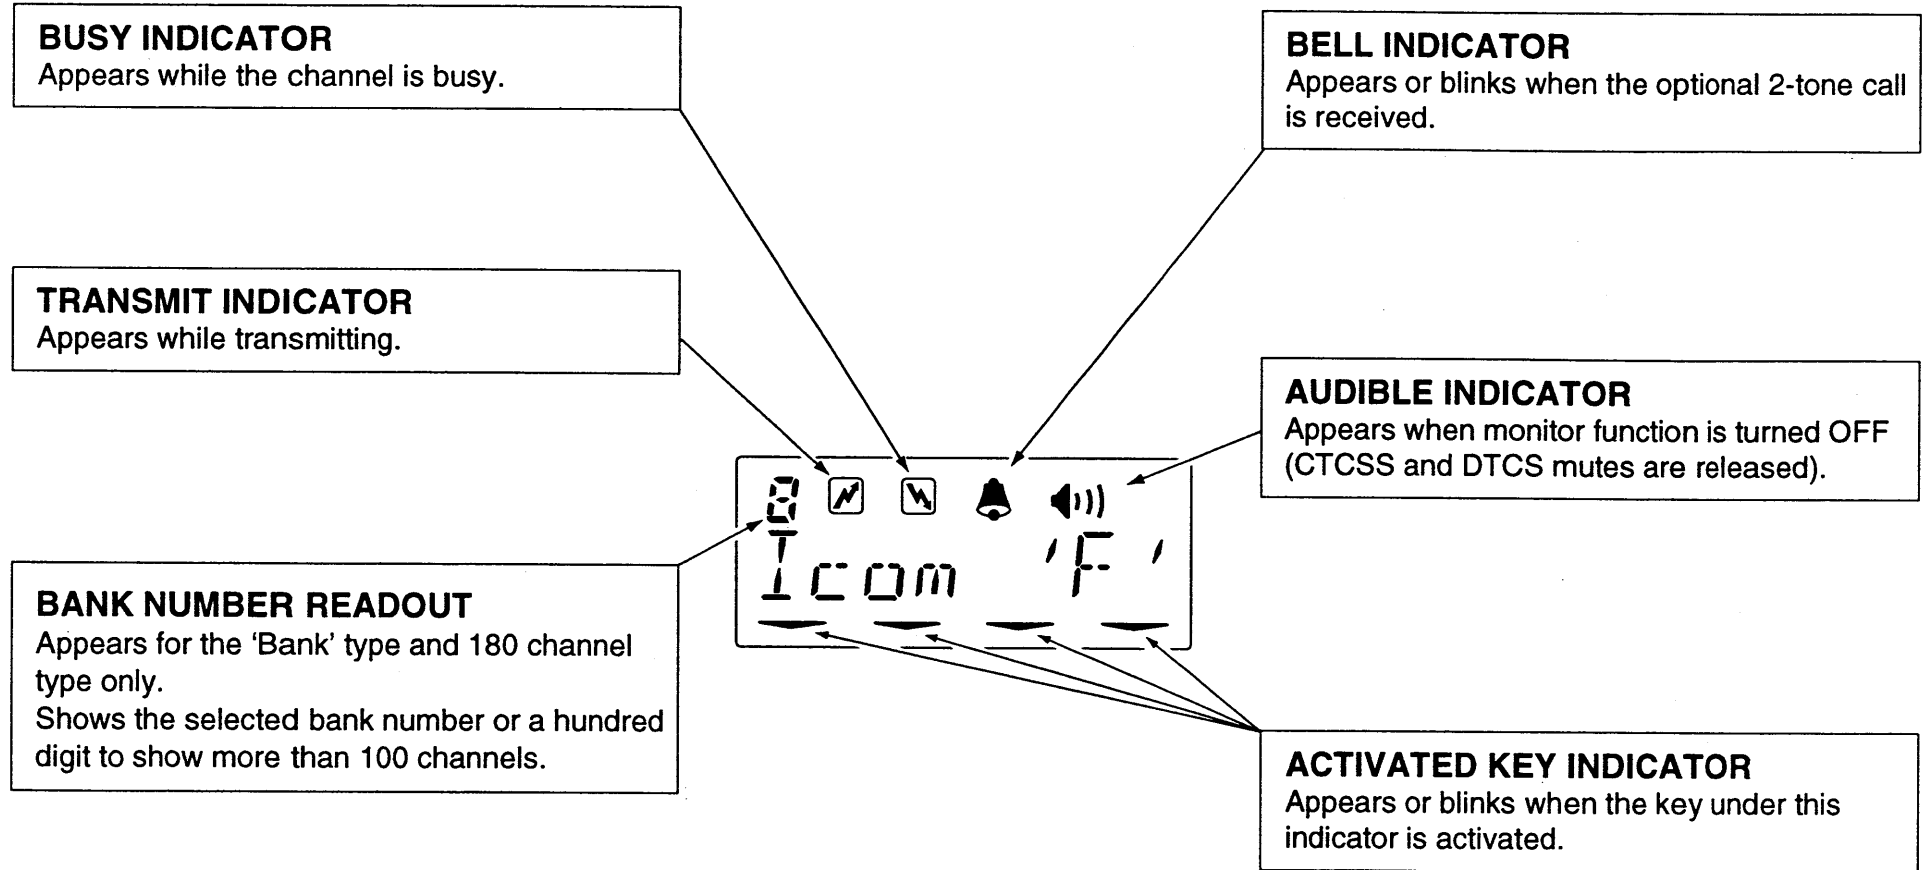 BUSY INDICATOR
Appears while the channel is busy.
BELL INDICATOR
Appears or blinks when the optional 2-tone call
is received.
TRANSMIT INDICATOR
Appears while transmitting.
AUDIBLE INDICATOR
Appears when monitor function is turned OFF
(CTCSS and DTCS mutes are released).
8
Icom 'F'
BANK NUMBER READOUT
Appears for the 'Bank' type and 180 channel
type only.
Shows the selected bank number or a hundred
digit to show more than 100 channels.
ACTIVATED KEY INDICATOR
Appears or blinks when the key under this
indicator is activated.